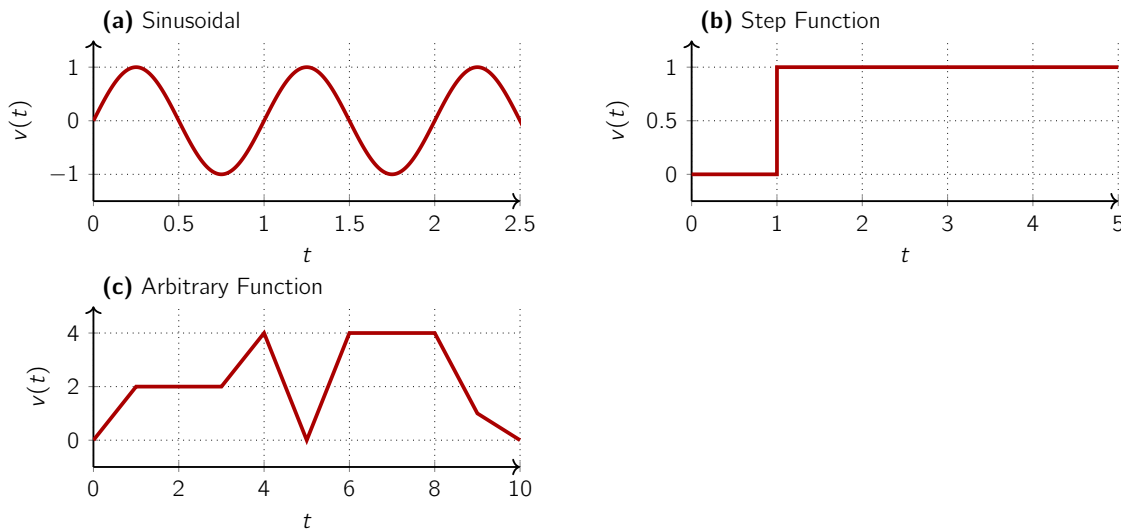 (a) Sinusoidal
1
0
−1
v(t)
0 0.5 1 1.5 2 2.5
t
(b) Step Function
1
0.5
0
v(t)
0 1 2 3 4 5
t
(c) Arbitrary Function
4
2
0
v(t)
0 2 4 6 8 10
t